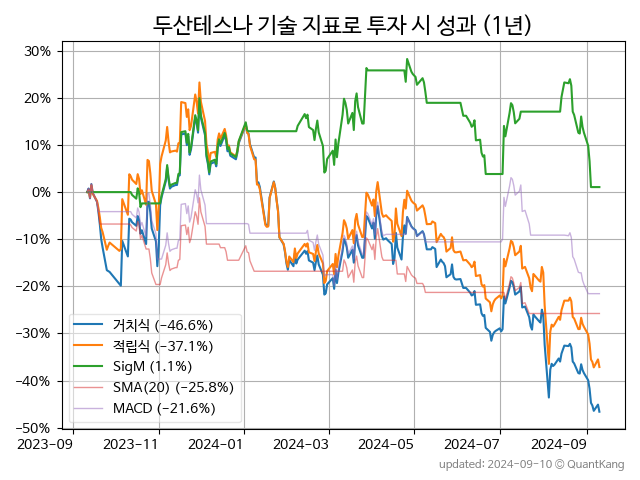 두산테스나 기술 지표로 투자 시 성과 (1년)
30%
20%
10%
0%
−10%
−20%
−30%
−40%
−50%
거치식 (−46.6%)
적립식 (−37.1%)
SigM (1.1%)
SMA(20) (−25.8%)
MACD (−21.6%)
2023-09
2023-11
2024-01
2024-03
2024-05
2024-07
2024-09
updated: 2024-09-10 © QuantKang